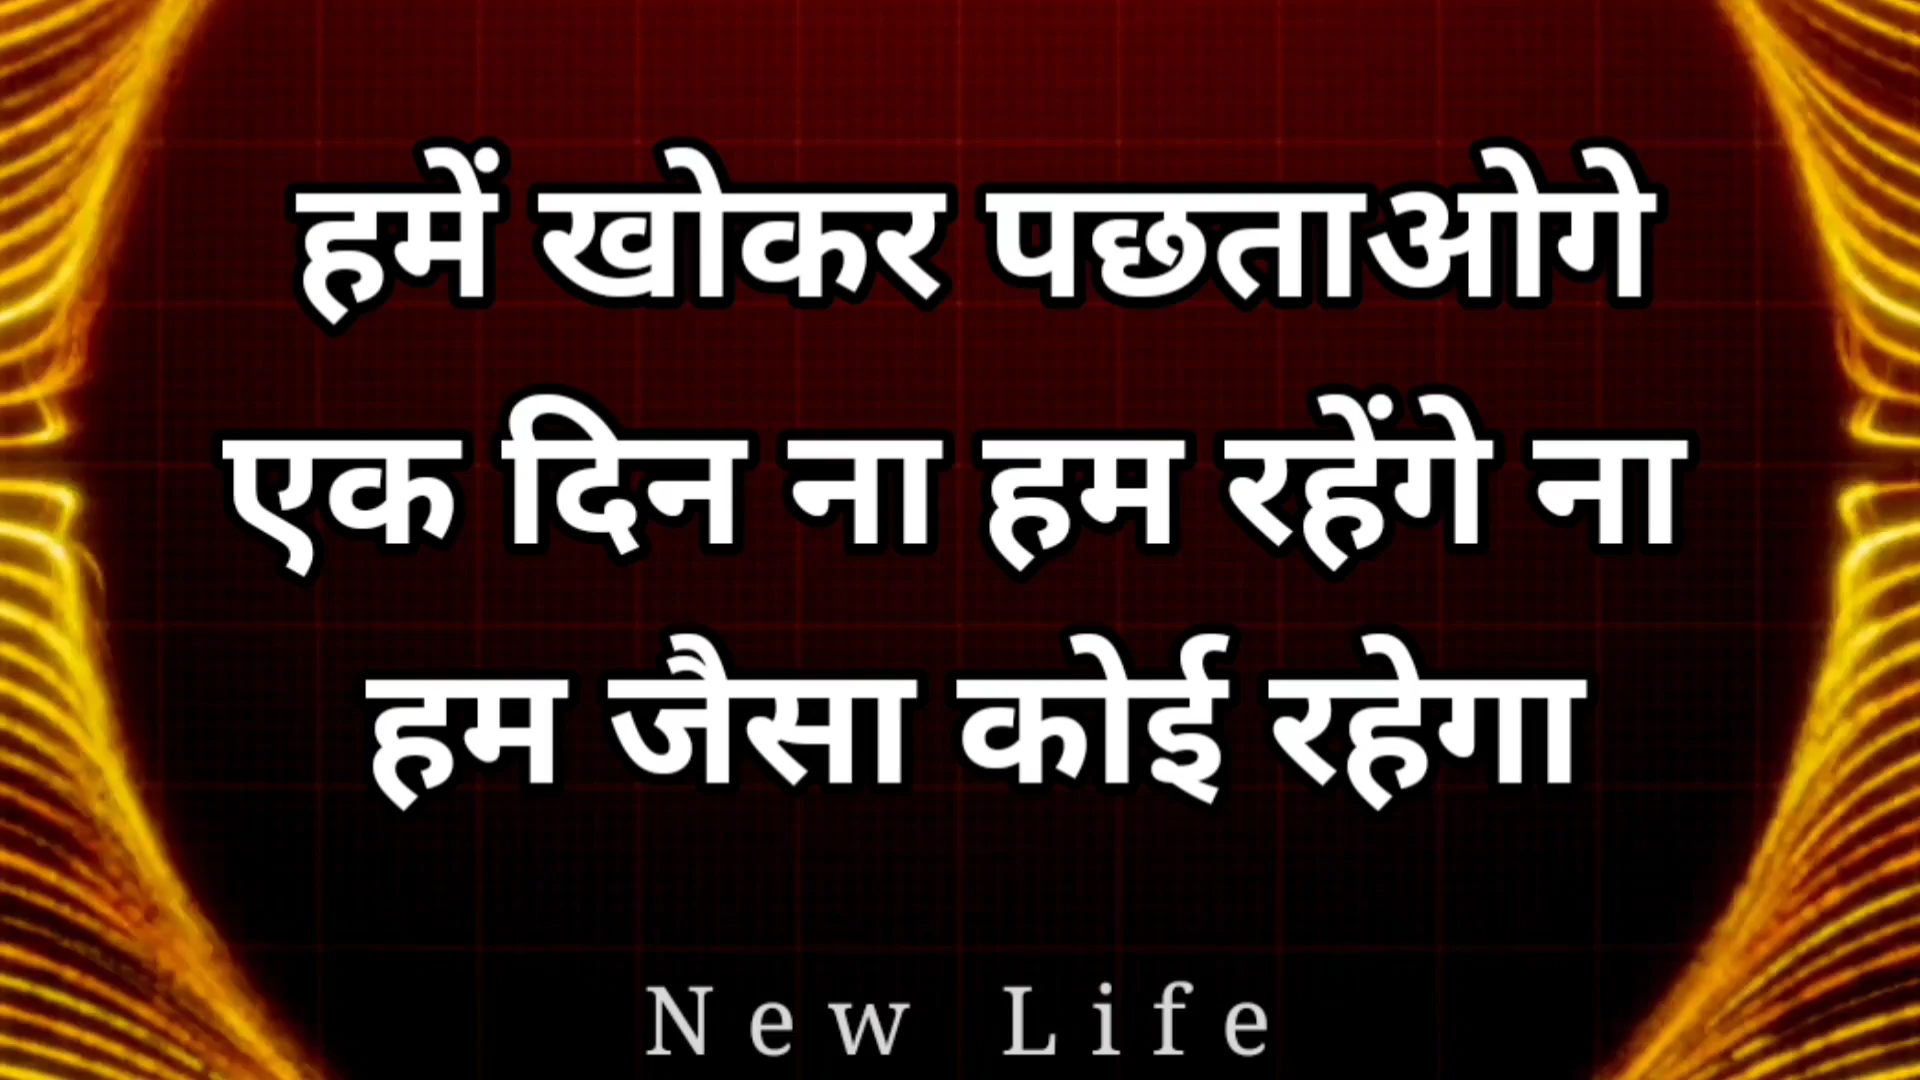 हमें खोकर पछताओगे
एक दिन ना हम रहेंगे ना
हम जैसा कोई रहेगा
New Life